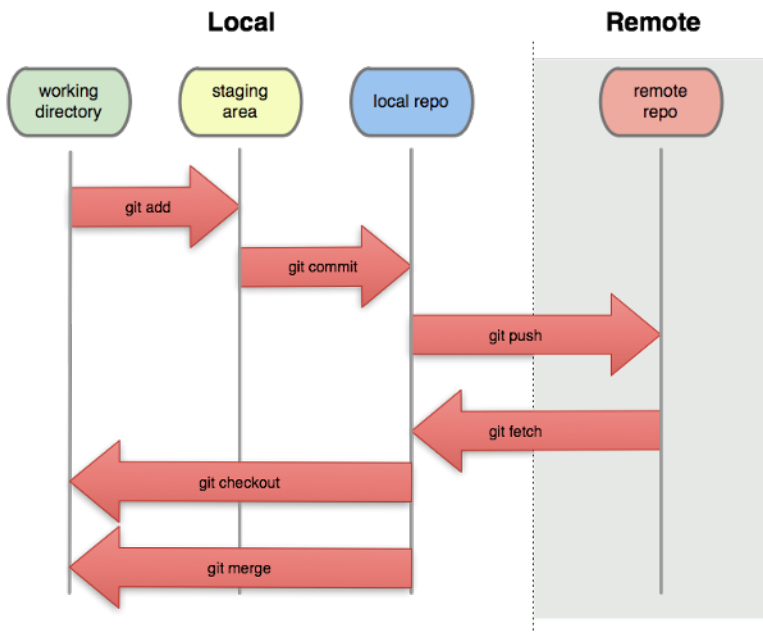 Local
Remote
working
directory
staging
area
local repo
remote
repo
git add
git commit
git push
git fetch
git checkout
git merge